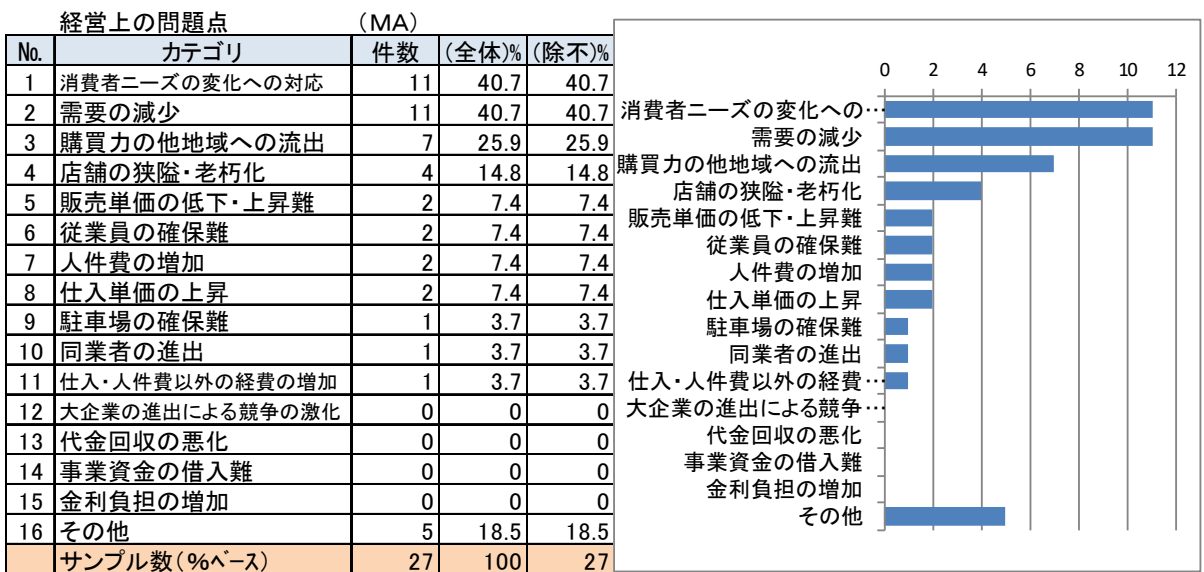 経営上の問題点 (MA)
No. カテゴリ 件数 (全体)% (除不)%
1 消費者ニーズの変化への対応 11 40.7 40.7
2 需要の減少 11 40.7 40.7
3 購買力の他地域への流出 7 25.9 25.9
4 店舗の狭隘・老朽化 4 14.8 14.8
5 販売単価の低下・上昇難 2 7.4 7.4
6 従業員の確保難 2 7.4 7.4
7 人件費の増加 2 7.4 7.4
8 仕入単価の上昇 2 7.4 7.4
9 駐車場の確保難 1 3.7 3.7
10 同業者の進出 1 3.7 3.7
11 仕入・人件費以外の経費の増加 1 3.7 3.7
12 大企業の進出による競争の激化 0 0 0
13 代金回収の悪化 0 0 0
14 事業資金の借入難 0 0 0
15 金利負担の増加 0 0 0
16 その他 5 18.5 18.5
サンプル数(%ベース) 27 100 27
0 2 4 6 8 10 12
消費者ニーズの変化への…
需要の減少
購買力の他地域への流出
店舗の狭隘・老朽化
販売単価の低下・上昇難
従業員の確保難
人件費の増加
仕入単価の上昇
駐車場の確保難
同業者の進出
仕入・人件費以外の経費…
大企業の進出による競争…
代金回収の悪化
事業資金の借入難
金利負担の増加
その他